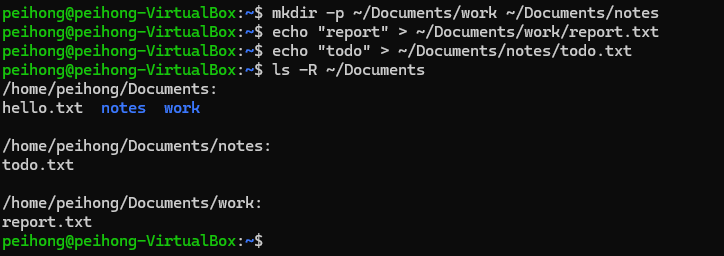 peihong@peihong-VirtualBox:~$ mkdir -p ~/Documents/work ~/Documents/notes
peihong@peihong-VirtualBox:~$ echo "report" > ~/Documents/work/report.txt
peihong@peihong-VirtualBox:~$ echo "todo" > ~/Documents/notes/todo.txt
peihong@peihong-VirtualBox:~$ ls -R ~/Documents
/home/peihong/Documents:
hello.txt  notes  work

/home/peihong/Documents/notes:
todo.txt

/home/peihong/Documents/work:
report.txt
peihong@peihong-VirtualBox:~$